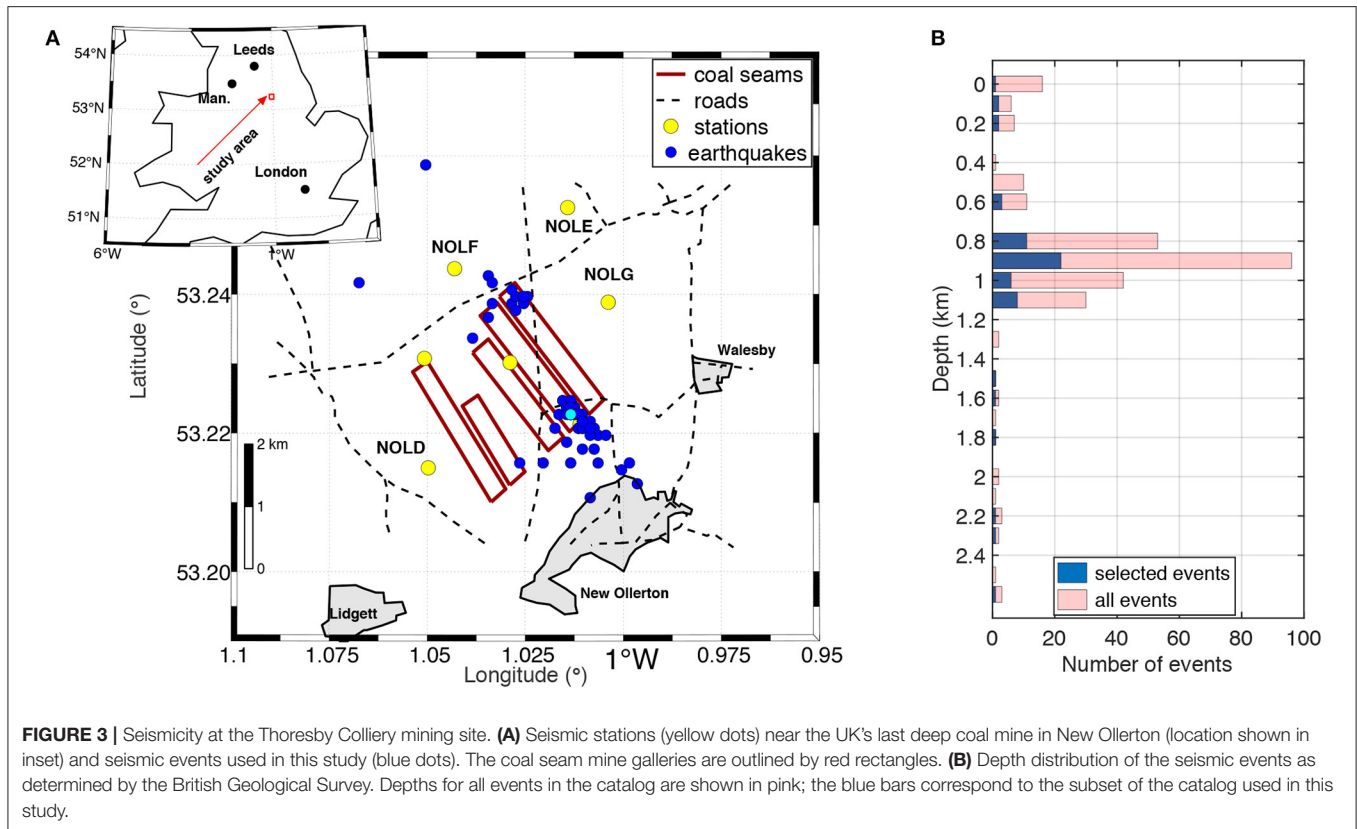 A
B
54°N
Leeds
Man.
53°N
52°N
study area
London
51°N
6°W
1°W
coal seams
roads
stations
earthquakes
NOLE
NOLF
NOLG
53.24
Walesby
Latitude (°)
53.22
2 km
NOLD
1
0
53.20
New Ollerton
Lidgett
1.1
1.075
1.05
1.025
1°W
0.975
0.95
Longitude (°)
0
0.2
0.4
0.6
0.8
1
1.2
1.4
1.6
1.8
2
2.2
2.4
Depth (km)
selected events
all events
0
20
40
60
80
100
Number of events
FIGURE 3 | Seismicity at the Thoresby Colliery mining site. (A) Seismic stations (yellow dots) near the UK's last deep coal mine in New Ollerton (location shown in
inset) and seismic events used in this study (blue dots). The coal seam mine galleries are outlined by red rectangles. (B) Depth distribution of the seismic events as
determined by the British Geological Survey. Depths for all events in the catalog are shown in pink; the blue bars correspond to the subset of the catalog used in this
study.